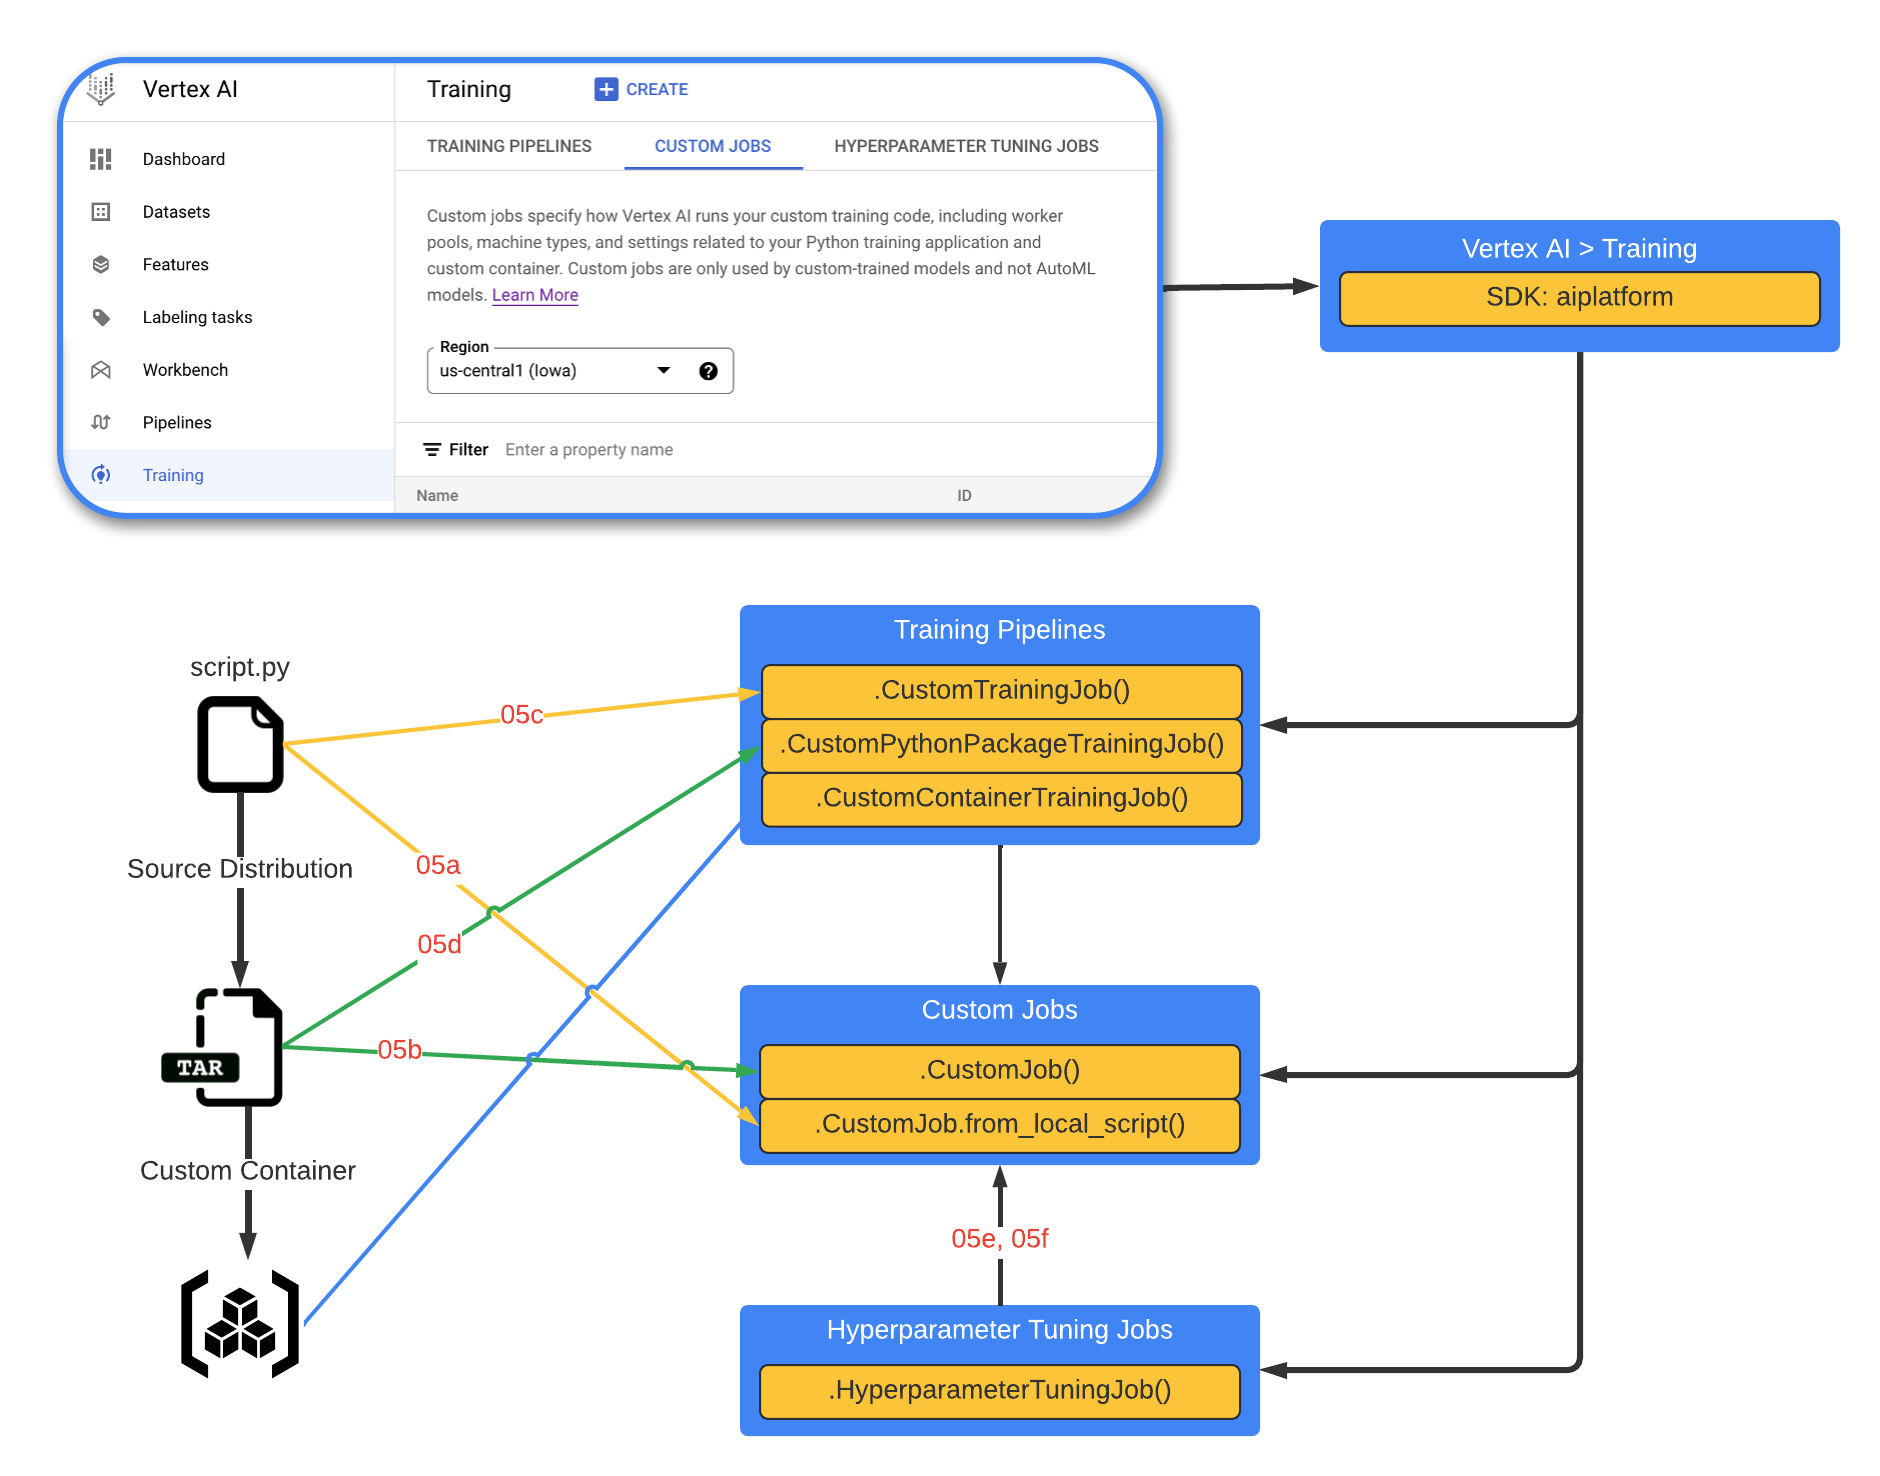 Vertex AI
Training
CREATE
Dashboard
Datasets
Features
Labeling tasks
Workbench
Pipelines
Training
TRAINING PIPELINES
CUSTOM JOBS
HYPERPARAMETER TUNING JOBS
Custom jobs specify how Vertex AI runs your custom training code, including worker
pools, machine types, and settings related to your Python training application and
custom container. Custom jobs are only used by custom-trained models and not AutoML
models. Learn More
Region
us-central1 (Iowa)
?
Filter Enter a property name
Name ID
Vertex AI > Training
SDK: aiplatform
script.py
Source Distribution
TAR
Custom Container
05c
05a
05d
05b
Training Pipelines
.CustomTrainingJob()
.CustomPythonPackageTrainingJob()
.CustomContainerTrainingJob()
Custom Jobs
.CustomJob()
.CustomJob.from_local_script()
05e, 05f
Hyperparameter Tuning Jobs
.HyperparameterTuningJob()